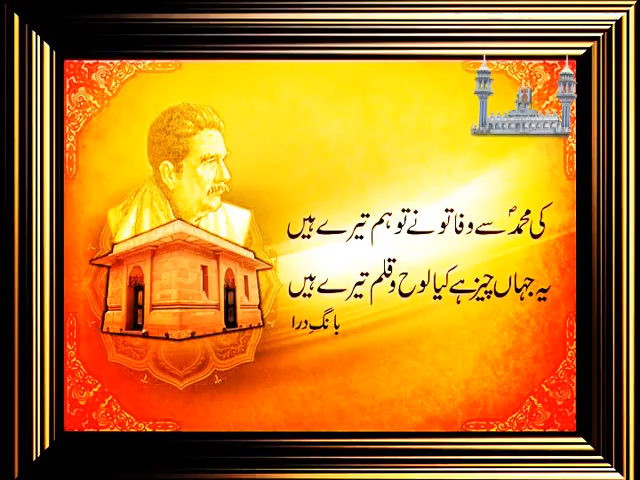 کی محمدؐ سے وفا تو نے تو ہم تیرے ہیں
یہ جہاں چیز ہے کیا لوح و قلم تیرے ہیں
بانگِ درا